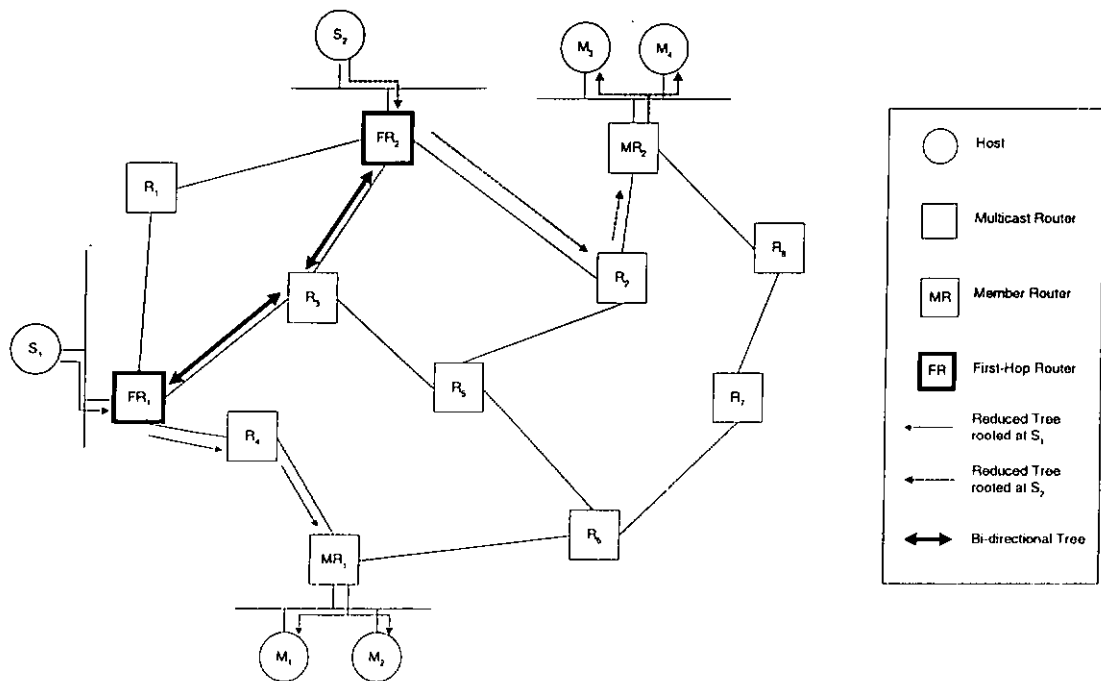 S₂
M₃
M₄
FR₂
MR₂
R₁
R₂
R₈
R₃
S₁
FR₁
R₅
R₇
R₄
R₆
MR₁
M₁
M₂
Host
Multicast Router
MR
Member Router
FR
First-Hop Router
Reduced Tree
rooted at S₁
Reduced Tree
rooted at S₂
Bi-directional Tree